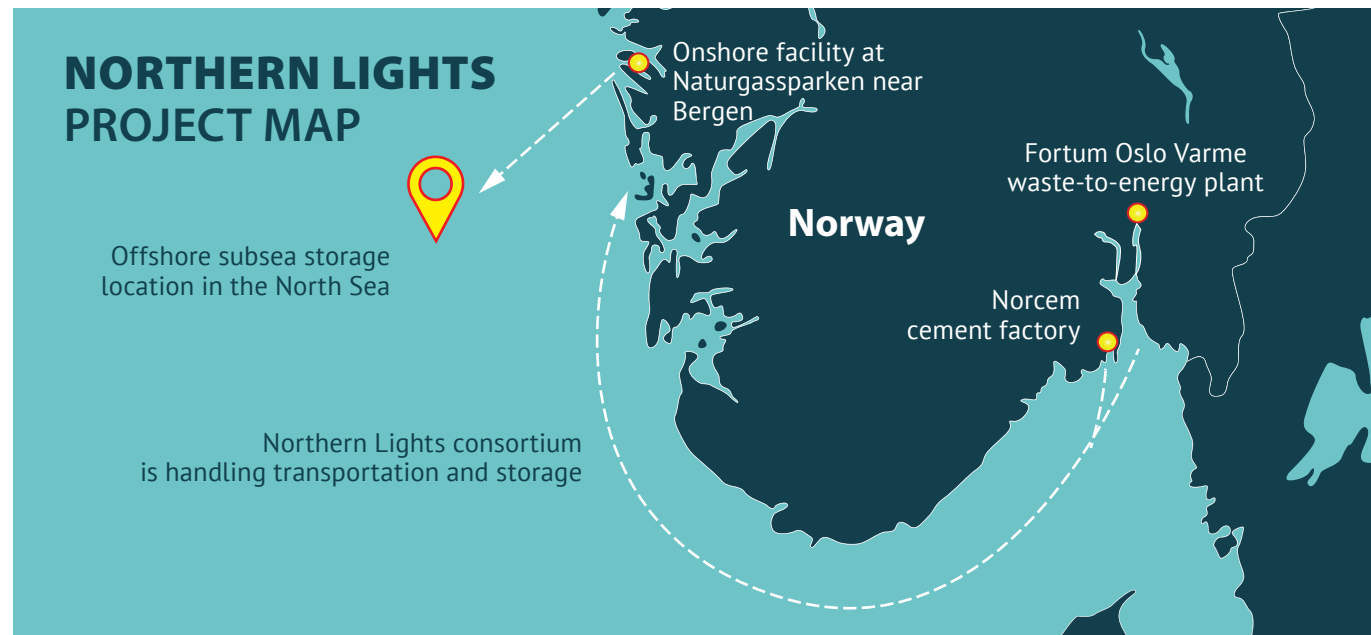 NORTHERN LIGHTS
PROJECT MAP
Onshore facility at
Naturgassparken near
Bergen
Fortum Oslo Varme
waste-to-energy plant
Norway
Offshore subsea storage
location in the North Sea
Norcem
cement factory
Northern Lights consortium
is handling transportation and storage